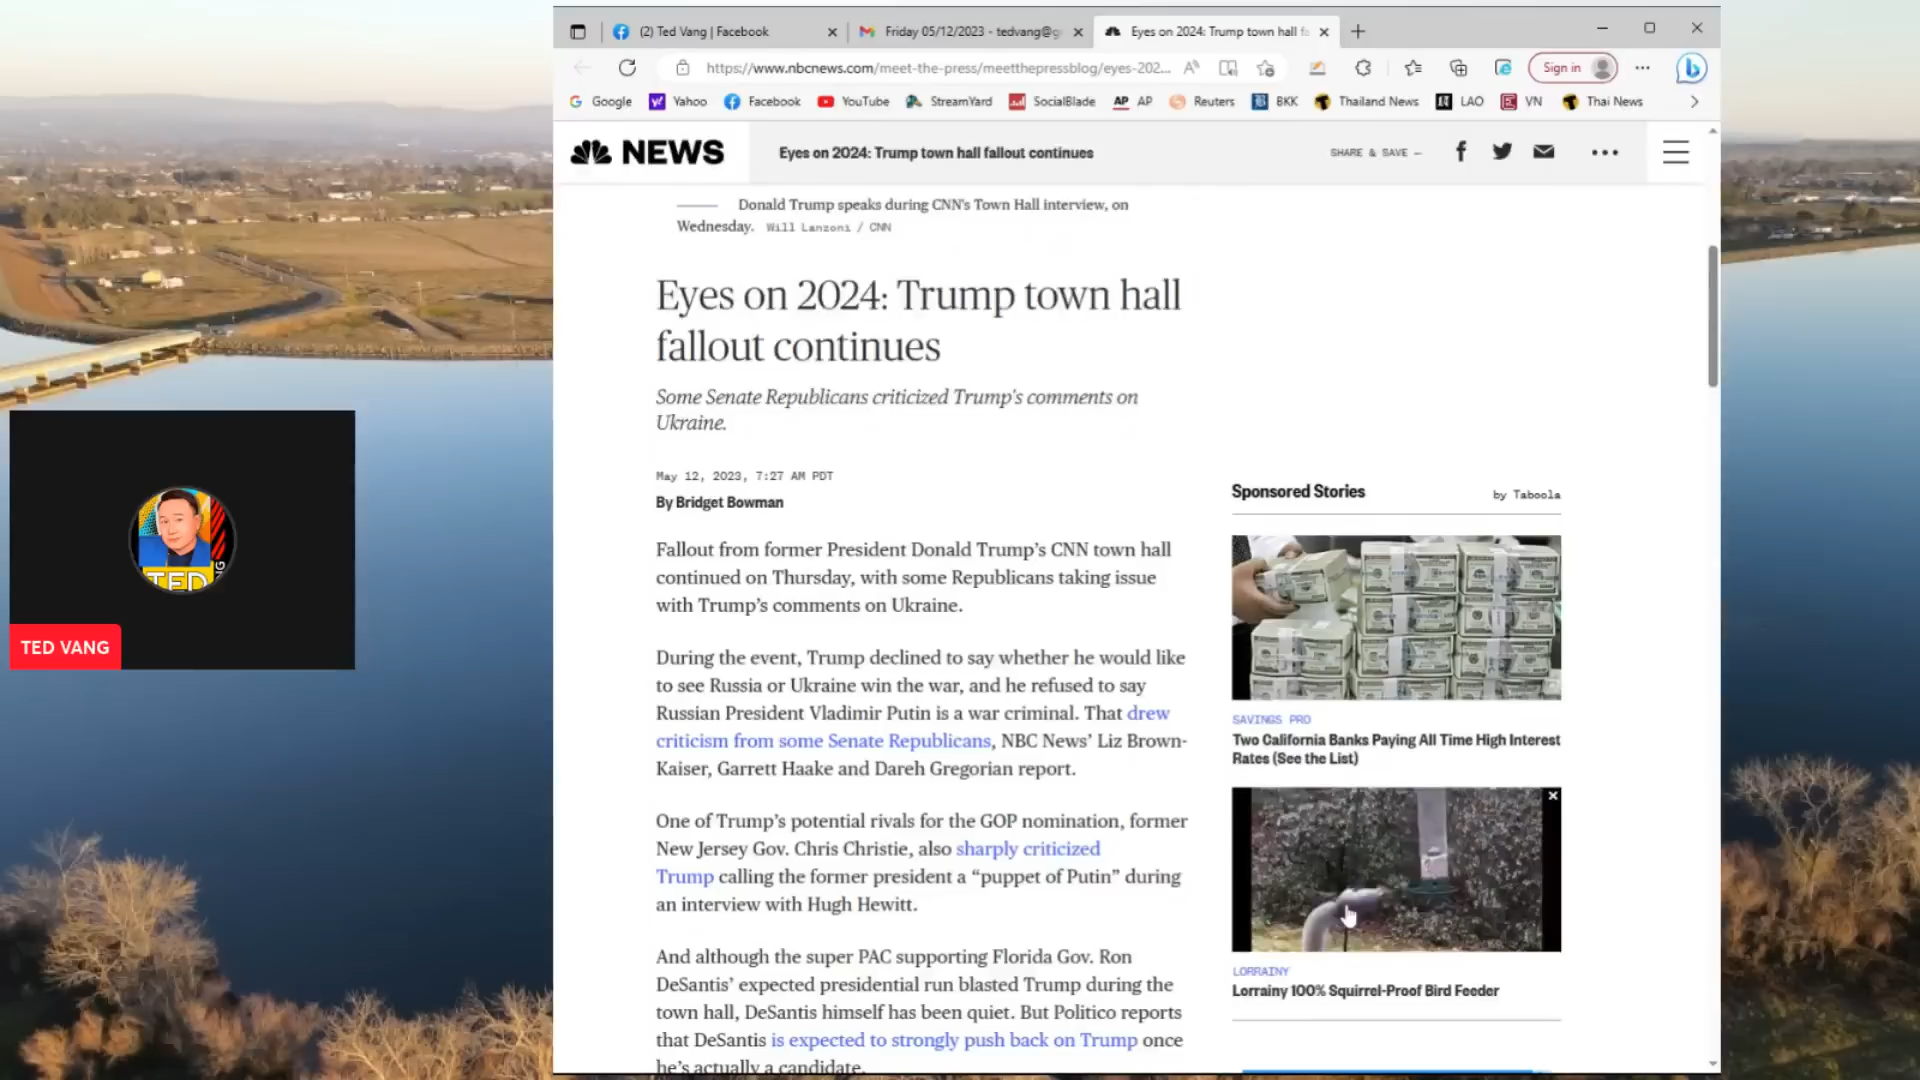 (2) Ted Vang | Facebook
Friday 05/12/2023 - tedvang@g
Eyes on 2024: Trump town hall f
https://www.nbcnews.com/meet-the-press/meetthepressblog/eyes-202...
Sign in
Google Yahoo Facebook YouTube StreamYard SocialBlade AP AP Reuters BKK Thailand News LAO VN Thai News
NEWS
Eyes on 2024: Trump town hall fallout continues
SHARE & SAVE —
Donald Trump speaks during CNN's Town Hall interview, on
Wednesday. Will Lanzoni / CNN
Eyes on 2024: Trump town hall
fallout continues
Some Senate Republicans criticized Trump's comments on
Ukraine.
May 12, 2023, 7:27 AM PDT
By Bridget Bowman
Fallout from former President Donald Trump's CNN town hall
continued on Thursday, with some Republicans taking issue
with Trump's comments on Ukraine.
During the event, Trump declined to say whether he would like
to see Russia or Ukraine win the war, and he refused to say
Russian President Vladimir Putin is a war criminal. That drew
criticism from some Senate Republicans, NBC News' Liz Brown-
Kaiser, Garrett Haake and Dareh Gregorian report.
One of Trump's potential rivals for the GOP nomination, former
New Jersey Gov. Chris Christie, also sharply criticized
Trump calling the former president a “puppet of Putin” during
an interview with Hugh Hewitt.
And although the super PAC supporting Florida Gov. Ron
DeSantis' expected presidential run blasted Trump during the
town hall, DeSantis himself has been quiet. But Politico reports
that DeSantis is expected to strongly push back on Trump once
he's actually a candidate.
Sponsored Stories
by Taboola
SAVINGS PRO
Two California Banks Paying All Time High Interest
Rates (See the List)
LORRAINY
Lorrainy 100% Squirrel-Proof Bird Feeder
TED
TED VANG